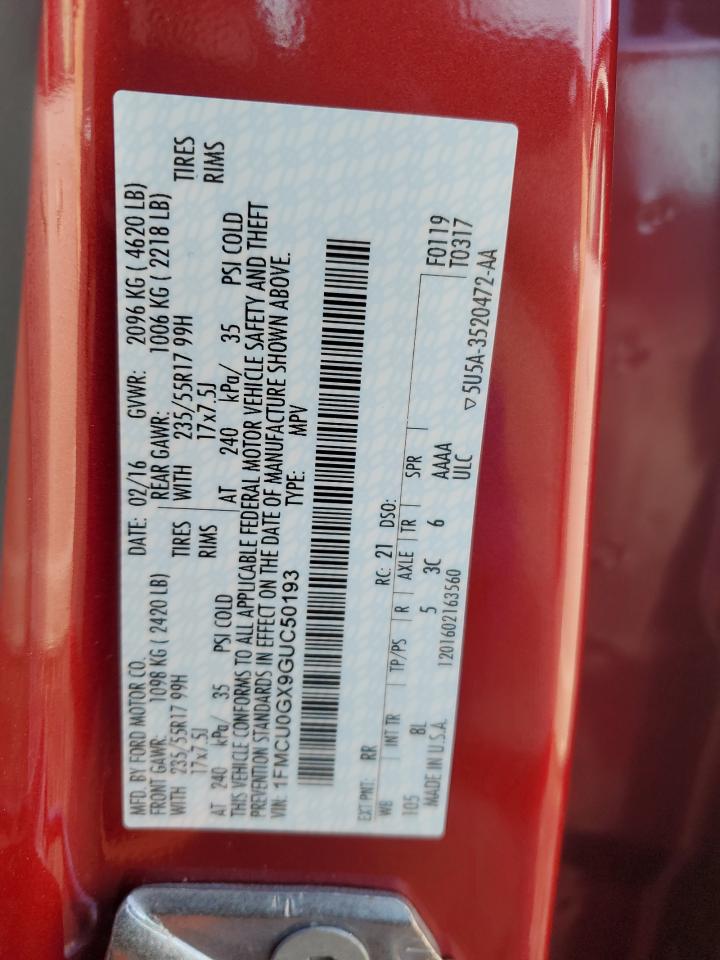 MFD. BY FORD MOTOR CO.
DATE: 02/16 GVWR: 2096 KG ( 4620 LB)
FRONT GAWR: 1098 KG ( 2420 LB) REAR GAWR: 1006 KG ( 2218 LB)
WITH 235/55R17 99H TIRES WITH 235/55R17 99H TIRES
17x7.5J RIMS 17x7.5J RIMS
AT 240 kPa/ 35 PSI COLD AT 240 kPa/ 35 PSI COLD
THIS VEHICLE CONFORMS TO ALL APPLICABLE FEDERAL MOTOR VEHICLE SAFETY AND THEFT
PREVENTION STANDARDS IN EFFECT ON THE DATE OF MANUFACTURE SHOWN ABOVE.
VIN: 1FMCU0GX9GUC50193 TYPE: MPV
EXT PNT: RR RC: 21 DSO: F0119
WB INT TR TP/PS R AXLE TR SPR T0317
105 8L 5 3C 6 AAAA
MADE IN U.S.A. 1201602163560 ULC
▽ 5U5A-3520472-AA